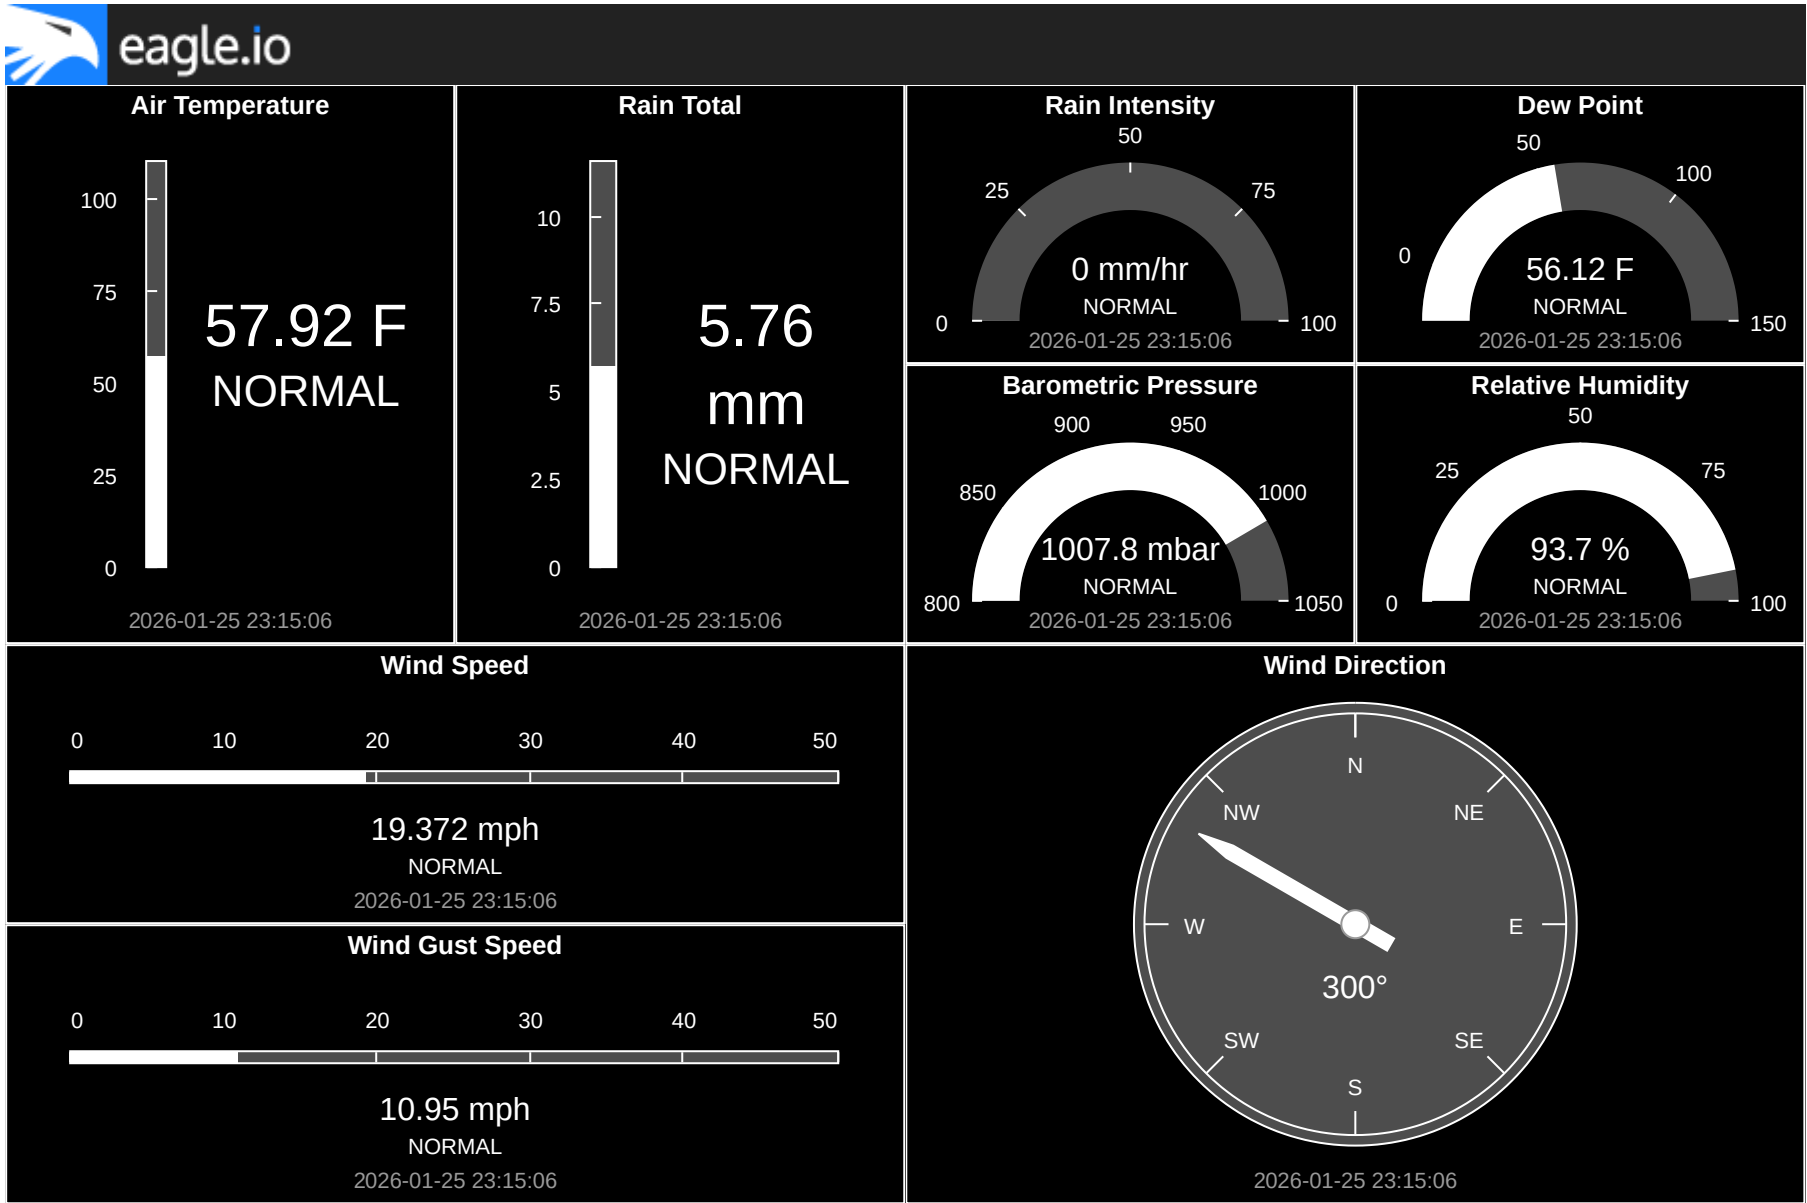 eagle.io
Air Temperature
100
75
50
25
0
57.92 F
NORMAL
2026-01-25 23:15:06
Rain Total
10
7.5
5
2.5
0
5.76
mm
NORMAL
2026-01-25 23:15:06
Rain Intensity
0
25
50
75
100
0 mm/hr
NORMAL
2026-01-25 23:15:06
Dew Point
0
50
100
150
56.12 F
NORMAL
2026-01-25 23:15:06
Barometric Pressure
800
850
900
950
1000
1050
1007.8 mbar
NORMAL
2026-01-25 23:15:06
Relative Humidity
0
25
50
75
100
93.7 %
NORMAL
2026-01-25 23:15:06
Wind Speed
0 10 20 30 40 50
19.372 mph
NORMAL
2026-01-25 23:15:06
Wind Gust Speed
0 10 20 30 40 50
10.95 mph
NORMAL
2026-01-25 23:15:06
Wind Direction
N
NW NE
W E
300°
SW SE
S
2026-01-25 23:15:06